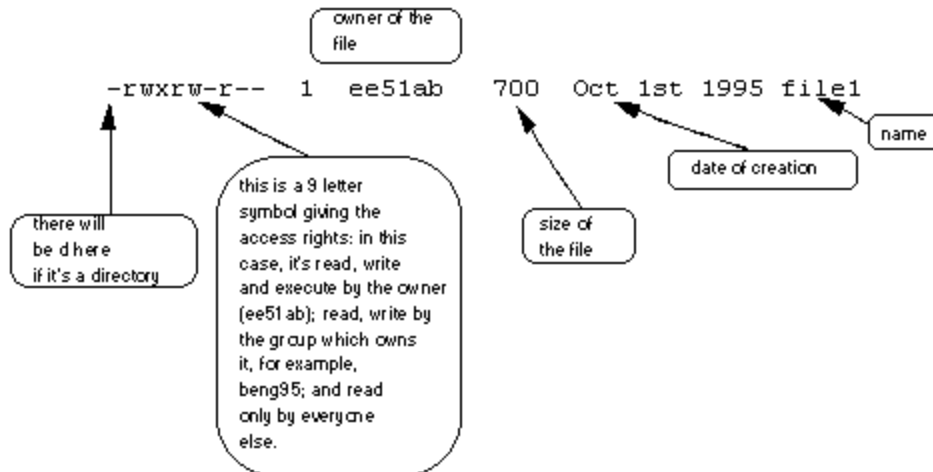 owner of the
file
-rwxrw-r-- 1 ee51ab 700 Oct 1st 1995 file1
name
date of creation
this is a 9 letter
symbol giving the
access rights: in this
case, it's read, write
and execute by the owner
(ee51ab); read, write by
the group which owns
it, for example,
beng95; and read
only by everyone
else.
there will
be d here
if it's a directory
size of
the file